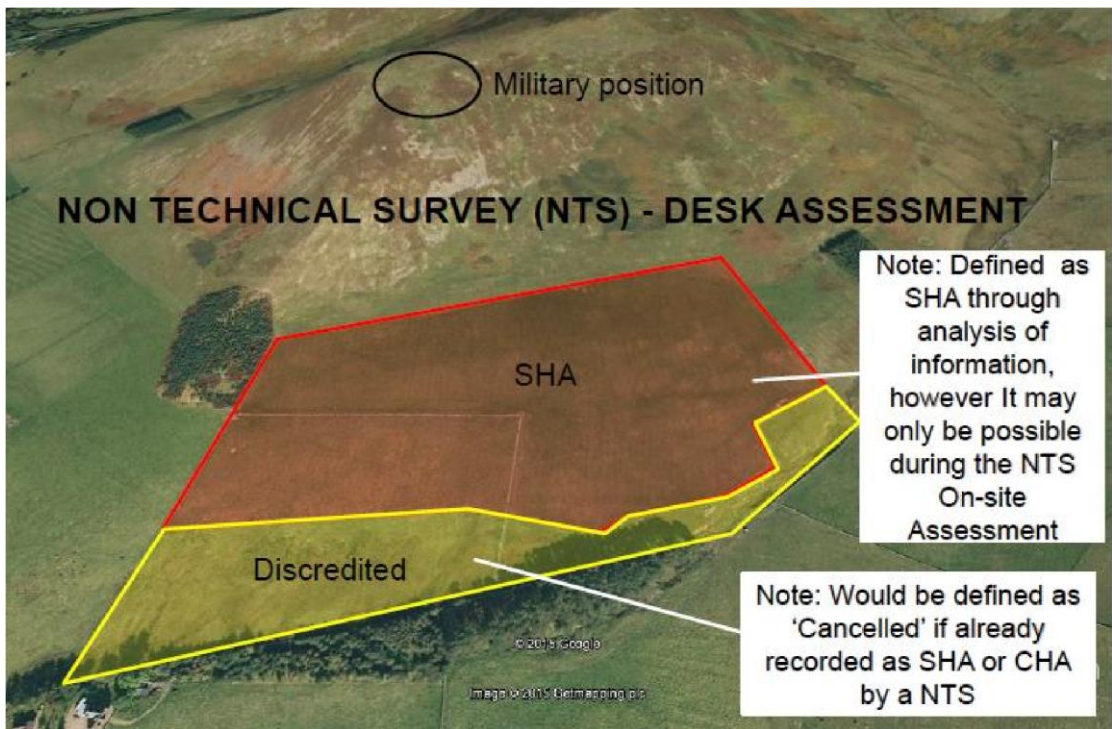 Military position
NON TECHNICAL SURVEY (NTS) - DESK ASSESSMENT
Note: Defined as
SHA through
analysis of
information,
however It may
only be possible
during the NTS
On-site
Assessment
SHA
Discredited
Note: Would be defined as
‘Cancelled’ if already
recorded as SHA or CHA
by a NTS
© 2015 Google
Image © 2015 Getmapping plc